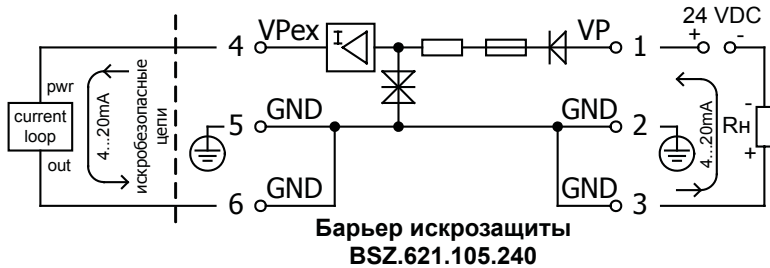 24 VDC
4 VPex I VP 1 + -
pwr
current
loop
out
4...20mA
искробезопасные
цепи
5 GND GND 2
4...20mA
-
Rн
+
6 GND GND 3
Барьер искрозащиты
BSZ.621.105.240